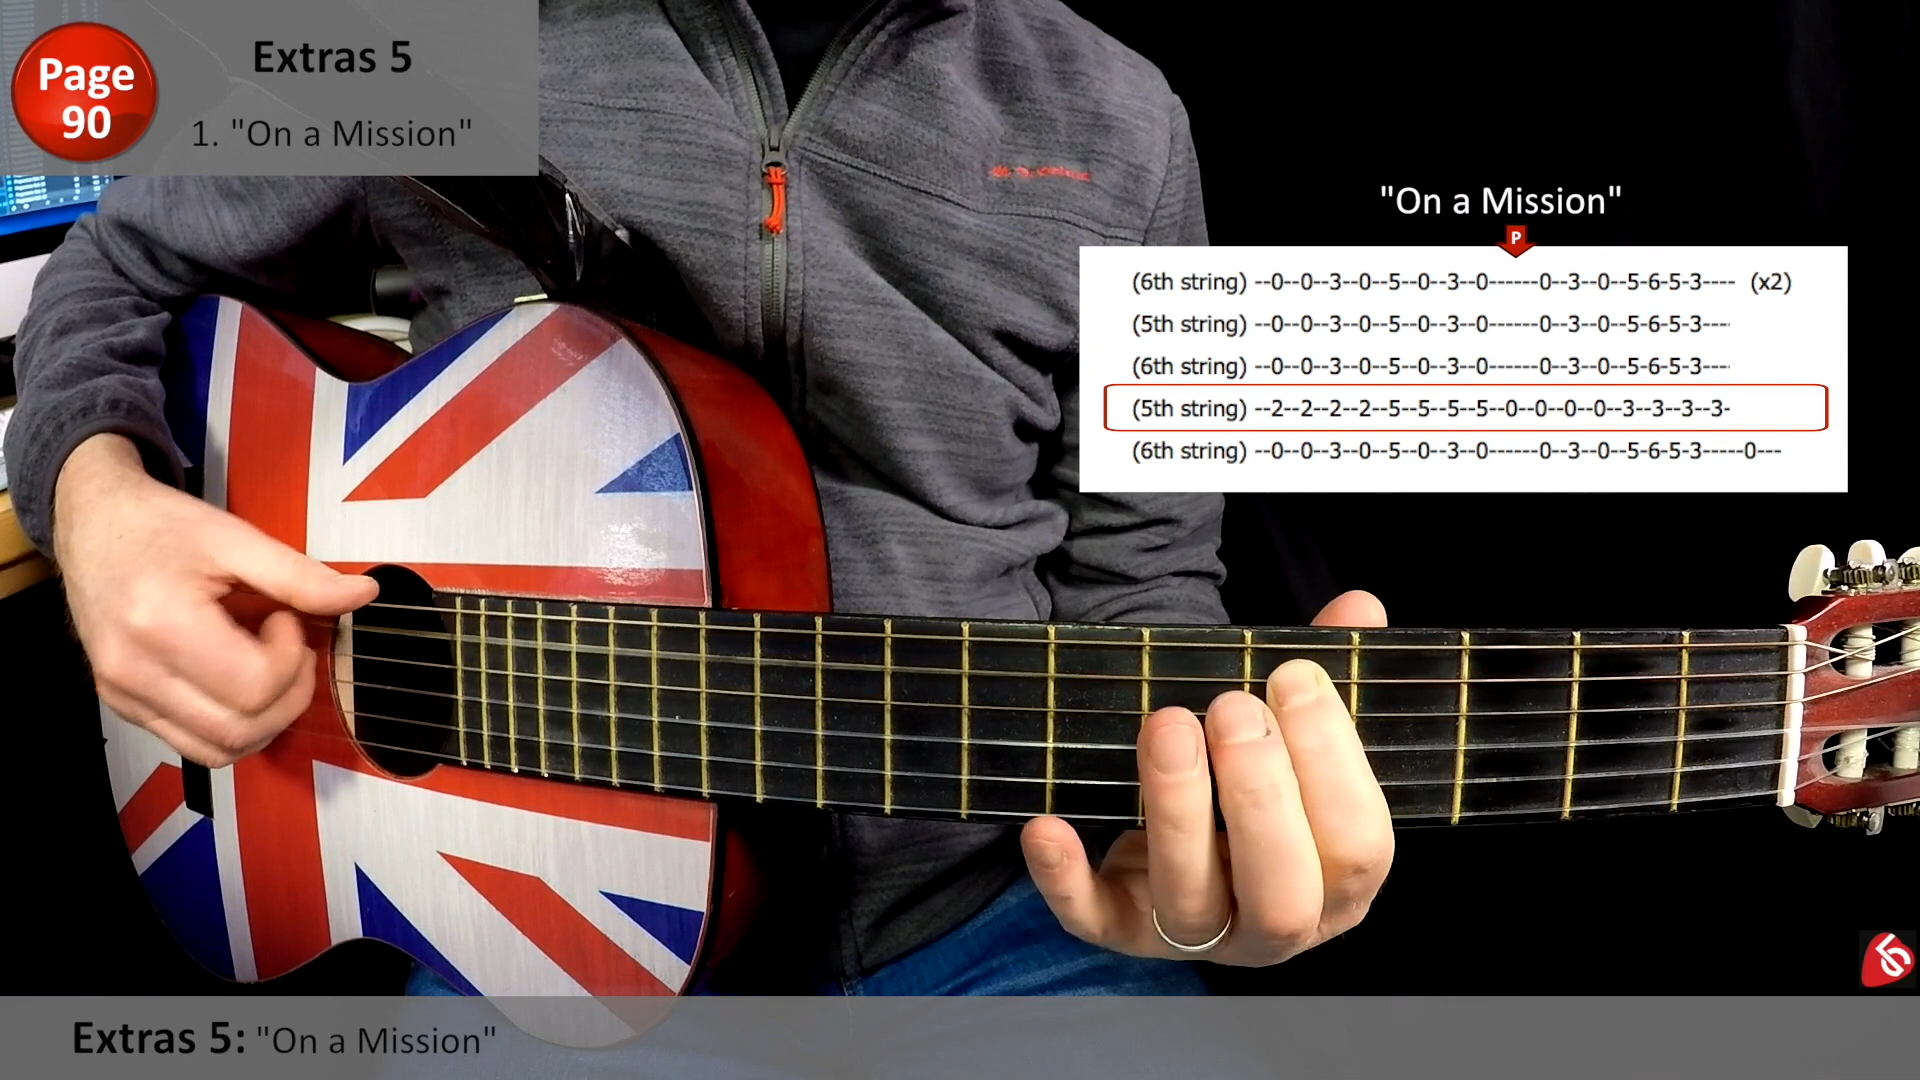 Page
90
Extras 5
1. "On a Mission"
"On a Mission"
P
(6th string) --0--0--3--0--5--0--3--0------0--3--0--5-6-5-3---- (x2)
(5th string) --0--0--3--0--5--0--3--0------0--3--0--5-6-5-3----
(6th string) --0--0--3--0--5--0--3--0------0--3--0--5-6-5-3----
(5th string) --2--2--2--2--5--5--5--5--0--0--0--0--3--3--3--3-
(6th string) --0--0--3--0--5--0--3--0------0--3--0--5-6-5-3-----0---
Extras 5: "On a Mission"